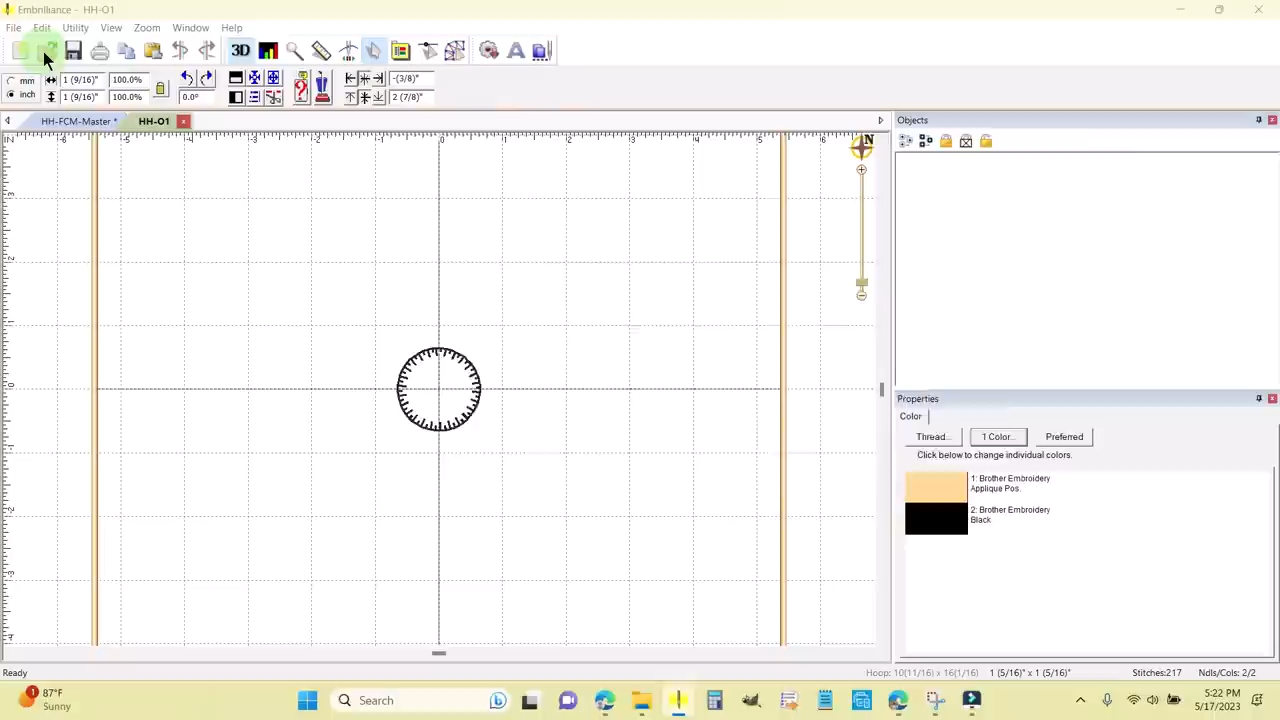 Embrilliance - HH-O1
File Edit Utility View Zoom Window Help
3D
mm 1 (9/16)" 100.0% -(3/8)"
inch 1 (9/16)" 100.0% 0.0° 2 (7/8)"
HH-FCM-Master * HH-O1
Objects
N
Properties
Color
Thread... 1 Color... Preferred
Click below to change individual colors.
1: Brother Embroidery
Applique Pos.
2: Brother Embroidery
Black
Ready Hoop: 10(11/16) x 16(1/16) 1 (5/16)" x 1 (5/16)" Stitches:217 Ndls/Cols: 2/2
1
87°F
Sunny
Search
5:22 PM
5/17/2023